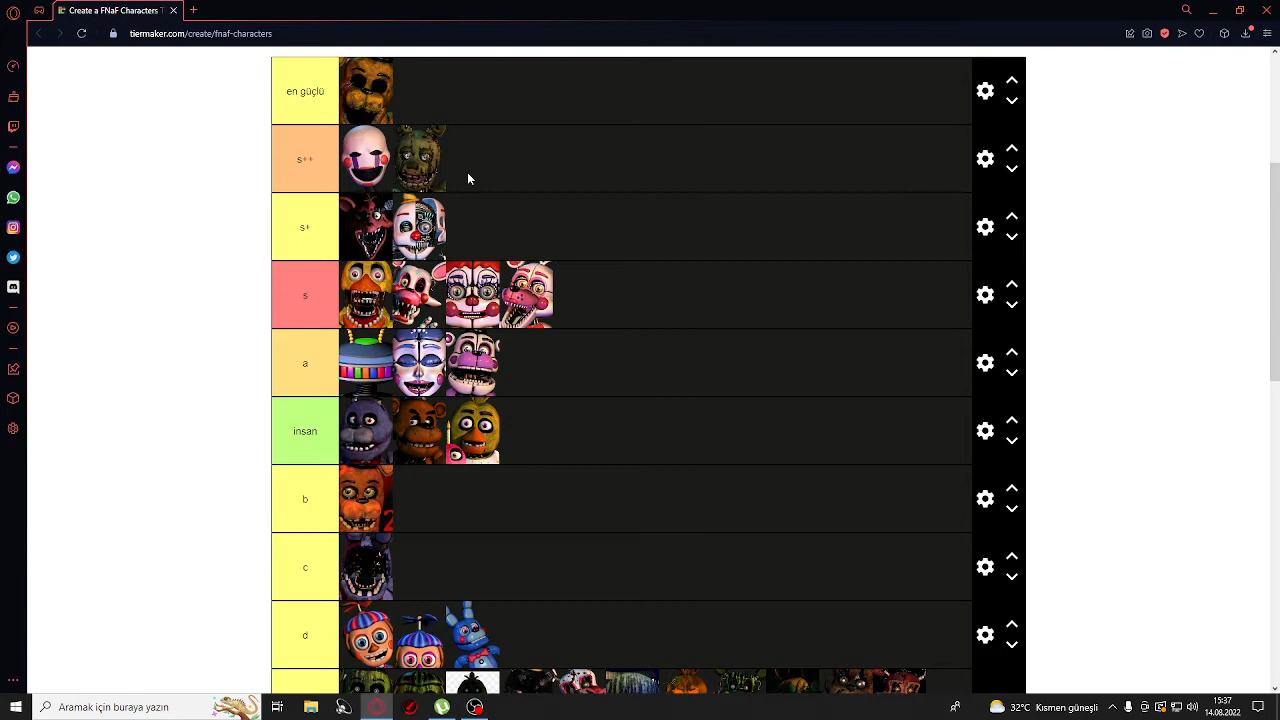 Create a FNaF Characters T
tiermaker.com/create/fnaf-characters
en güçlü
s++
s+
s
a
insan
b
2
c
d
Aramak için buraya yazın
32°C Kısmen güneşli
15:37
14.08.2022